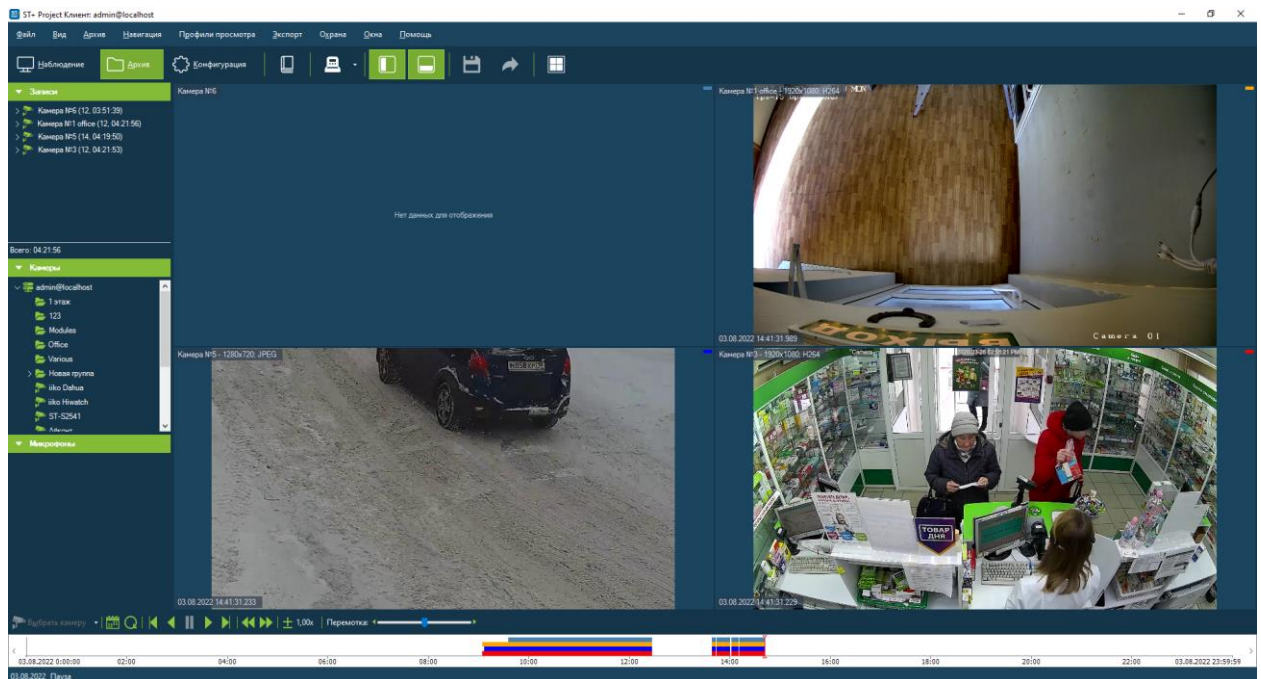 ST+ Project Клиент: admin@localhost
Файл Вид Архив Навигация Профили просмотра Экспорт Охрана Окна Помощь
Наблюдение Архив Конфигурация
Записи
Камера №6 (12, 03:51:39)
Камера №1 office (12, 04:21:56)
Камера №5 (14, 04:19:50)
Камера №3 (12, 04:21:53)
Всего: 04:21:56
Камеры
admin@localhost
1 этаж
123
Modules
Office
Various
Новая группа
iiko Dahua
iiko Hiwatch
ST-S2541
Микрофоны
Камера №6
Нет данных для отображения
Камера №1 office - 1920x1080; H264
MON
03.08.2022 14:41:31.989
ВЫХОД
Camera 01
Камера №5 - 1280x720; JPEG
03.08.2022 14:41:31.233
Камера №3 - 1920x1080; H264
ТОВАР
ДНЯ
03.08.2022 14:41:31.229
Выбрать камеру 1,00x Перемотка:
03.08.2022 0:00:00 02:00 04:00 06:00 08:00 10:00 12:00 14:00 16:00 18:00 20:00 22:00 03.08.2022 23:59:59
03.08.2022 Пауза